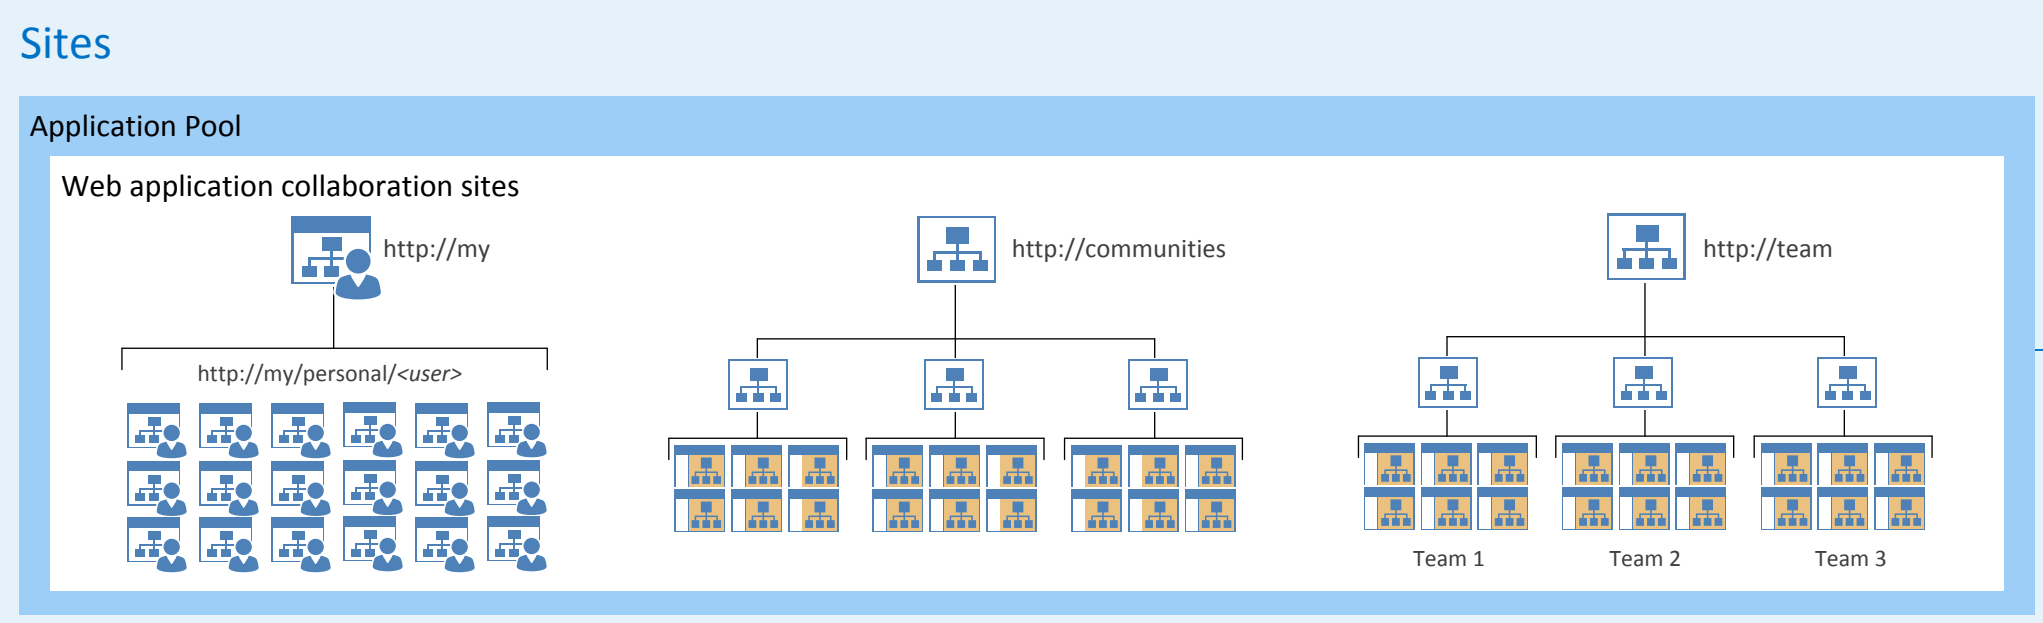 Sites
Application Pool
Web application collaboration sites
http://my
http://communities
http://team
http://my/personal/<user>
Team 1
Team 2
Team 3